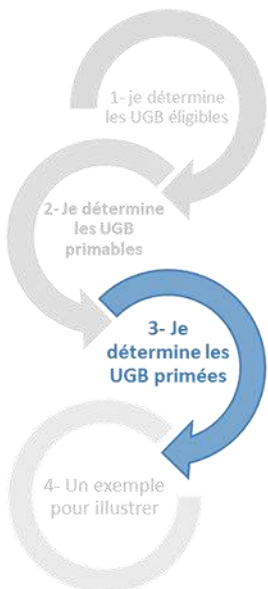 1- je détermine
les UGB éligibles
2- Je détermine
les UGB
primables
3- Je
détermine les
UGB primées
4- Un exemple
pour illustrer